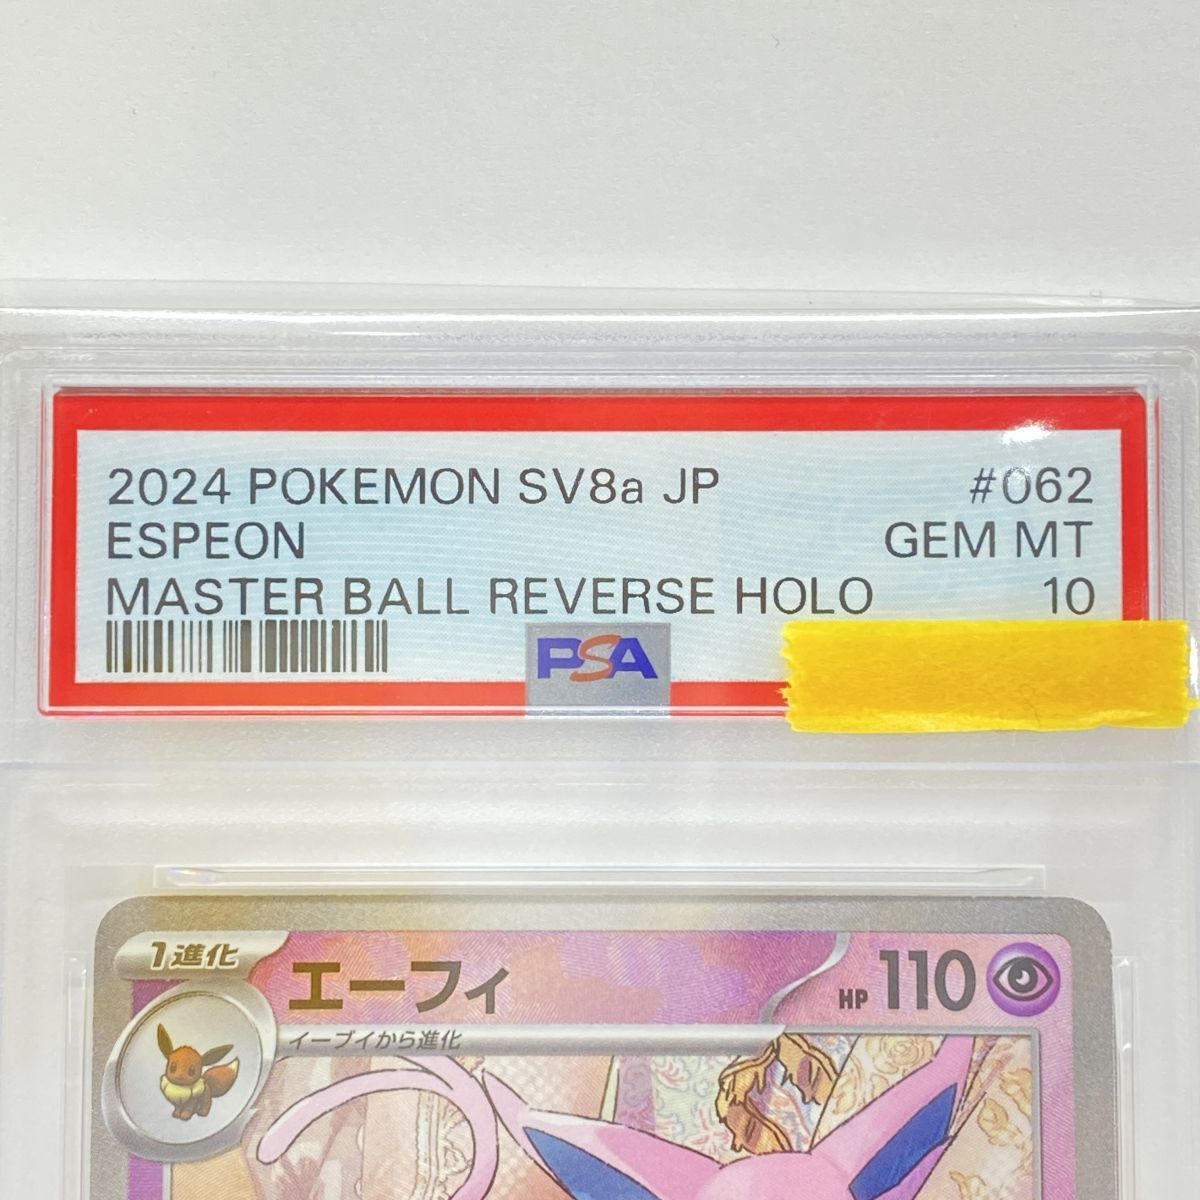 2024 POKEMON SV8a JP #062
ESPEON GEM MT
MASTER BALL REVERSE HOLO 10
PSA
1進化
エーフィ HP 110
イーブイから進化